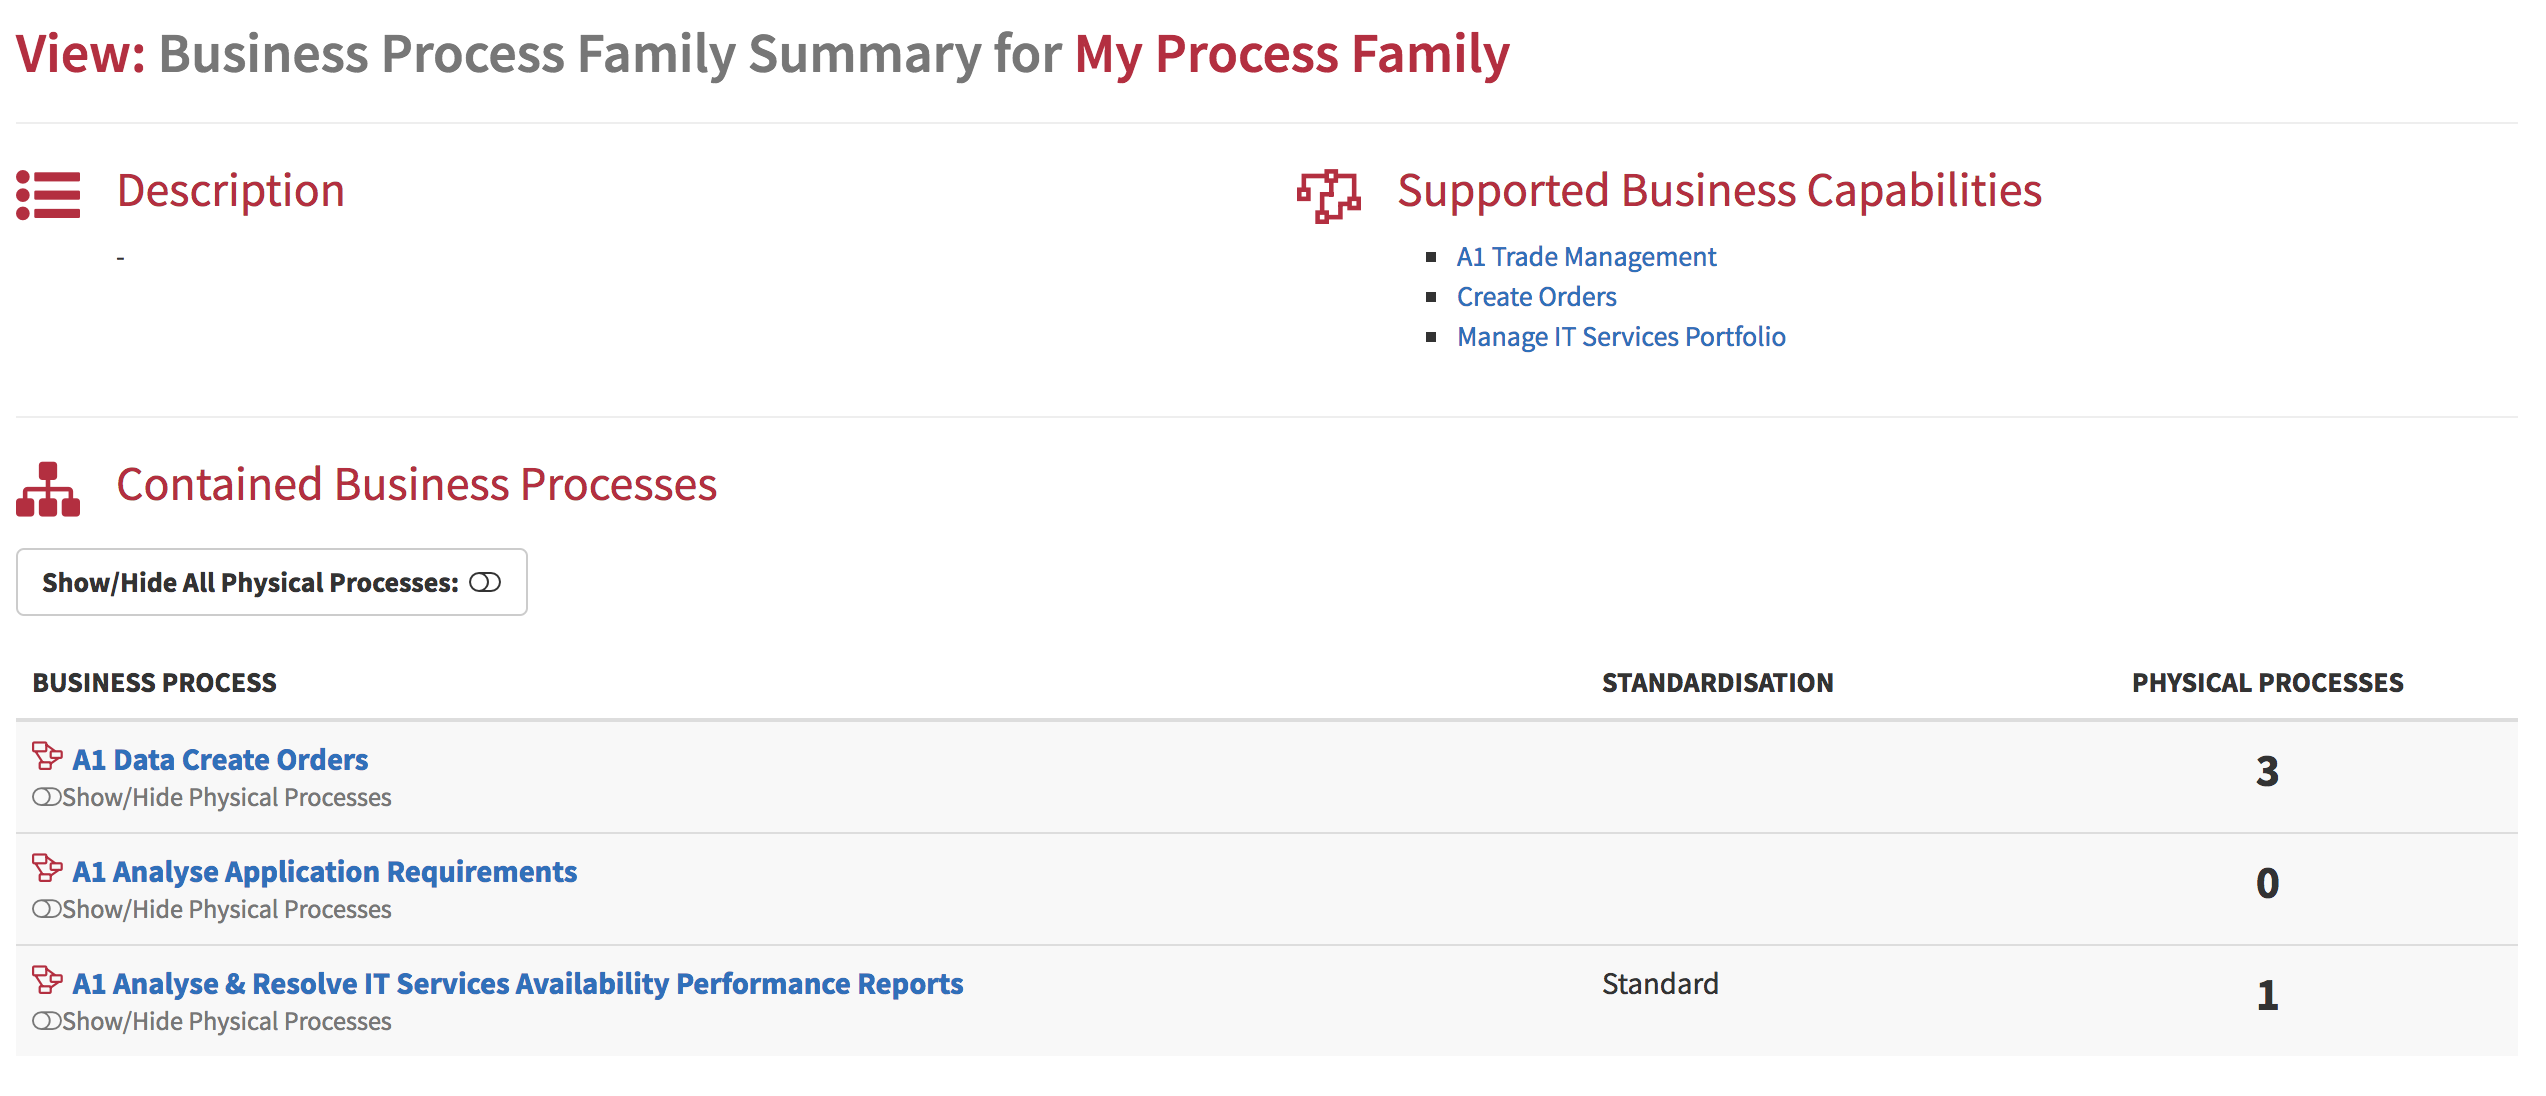 View: Business Process Family Summary for My Process Family
Description
-
Supported Business Capabilities
A1 Trade Management
Create Orders
Manage IT Services Portfolio
Contained Business Processes
Show/Hide All Physical Processes:
BUSINESS PROCESS STANDARDISATION PHYSICAL PROCESSES
A1 Data Create Orders 3
Show/Hide Physical Processes
A1 Analyse Application Requirements 0
Show/Hide Physical Processes
A1 Analyse & Resolve IT Services Availability Performance Reports Standard 1
Show/Hide Physical Processes